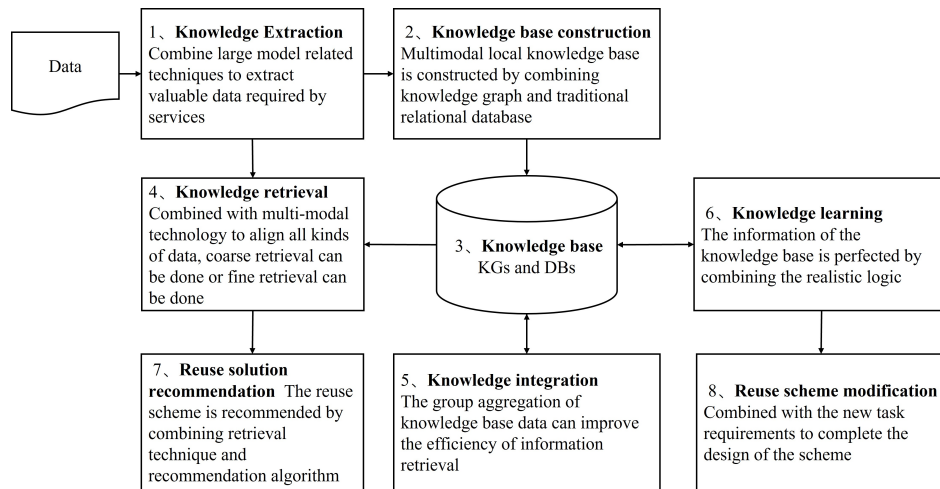 Data
1、Knowledge Extraction
Combine large model related
techniques to extract
valuable data required by
services
2、Knowledge base construction
Multimodal local knowledge base
is constructed by combining
knowledge graph and traditional
relational database
4、Knowledge retrieval
Combined with multi-modal
technology to align all kinds
of data, coarse retrieval can
be done or fine retrieval can
be done
3、Knowledge base
KGs and DBs
6、Knowledge learning
The information of the
knowledge base is perfected by
combining the realistic logic
7、Reuse solution
recommendation The reuse
scheme is recommended by
combining retrieval
technique and
recommendation algorithm
5、Knowledge integration
The group aggregation of
knowledge base data can improve
the efficiency of information
retrieval
8、Reuse scheme modification
Combined with the new task
requirements to complete the
design of the scheme